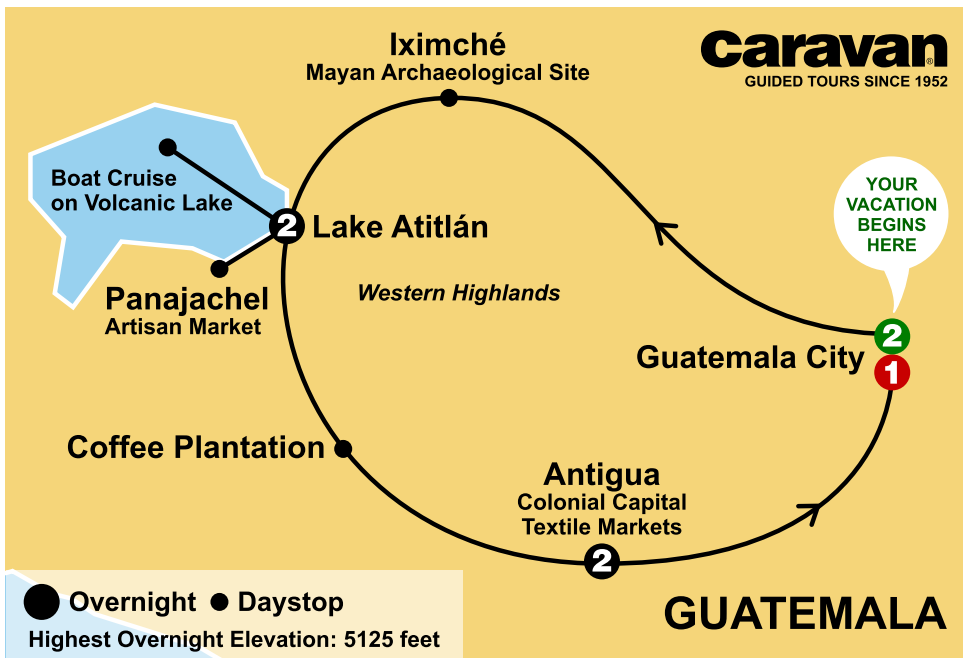 Iximché
Mayan Archaeological Site
caravan®
GUIDED TOURS SINCE 1952
Boat Cruise
on Volcanic Lake
YOUR
VACATION
BEGINS
HERE
2
Lake Atitlán
Panajachel
Artisan Market
Western Highlands
2
Guatemala City
1
Coffee Plantation
Antigua
Colonial Capital
Textile Markets
2
Overnight
Daystop
Highest Overnight Elevation: 5125 feet
GUATEMALA